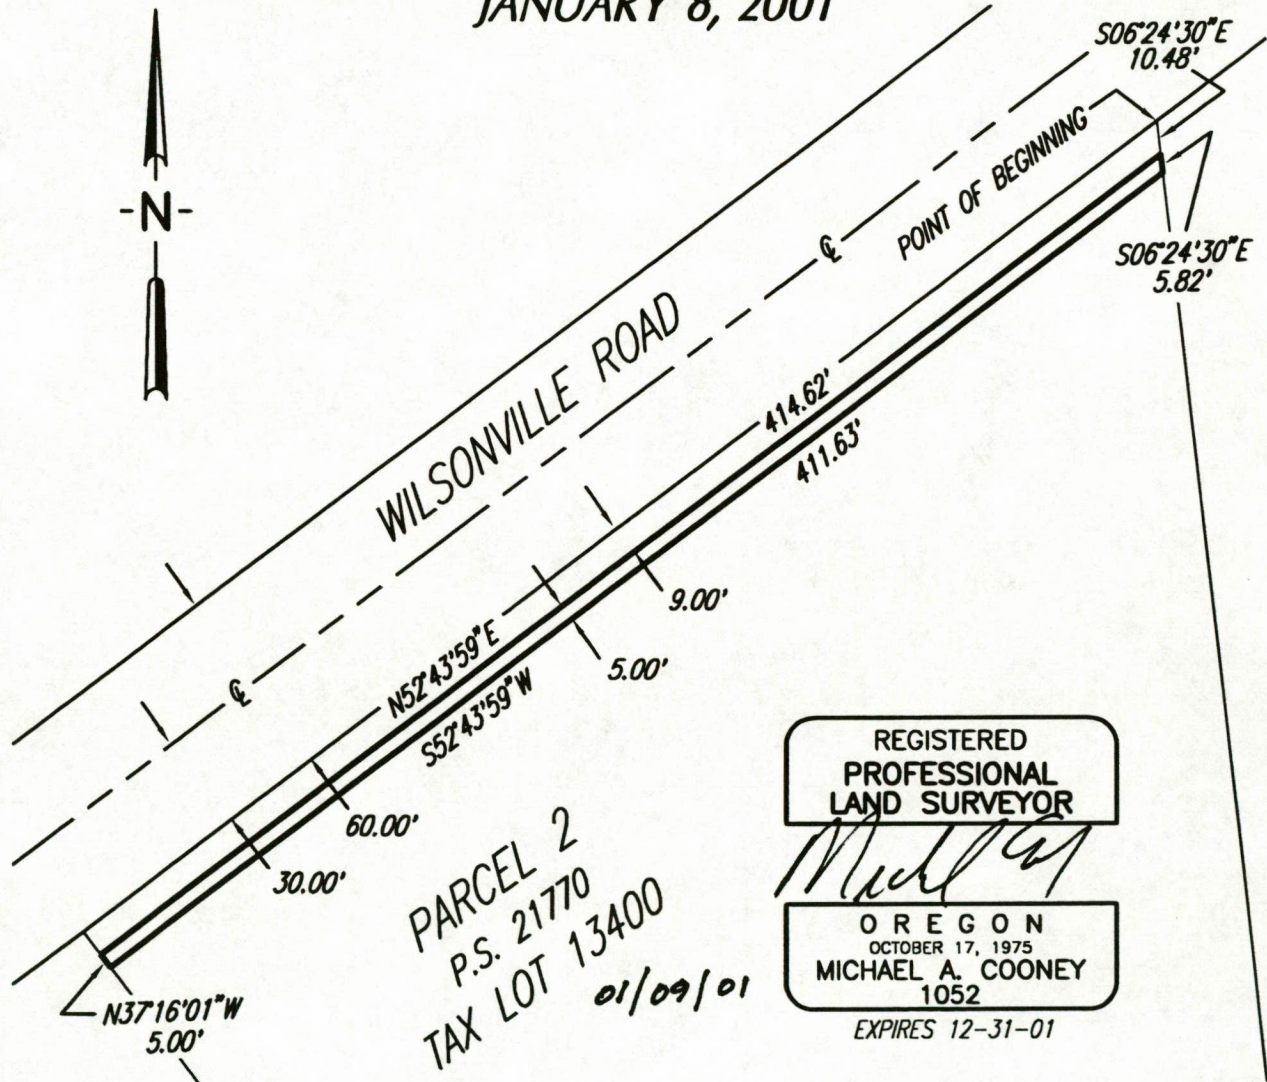 JANUARY 8, 2001
S06°24'30"E
10.48'
N
POINT OF BEGINNING
℄
S06°24'30"E
5.82'
WILSONVILLE ROAD
414.62'
411.63'
9.00'
5.00'
N52°43'59"E
S52°43'59"W
℄
60.00'
30.00'
N37°16'01"W
5.00'
PARCEL 2
P.S. 21770
TAX LOT 13400
01/09/01
REGISTERED
PROFESSIONAL
LAND SURVEYOR
OREGON
OCTOBER 17, 1975
MICHAEL A. COONEY
1052
EXPIRES 12-31-01